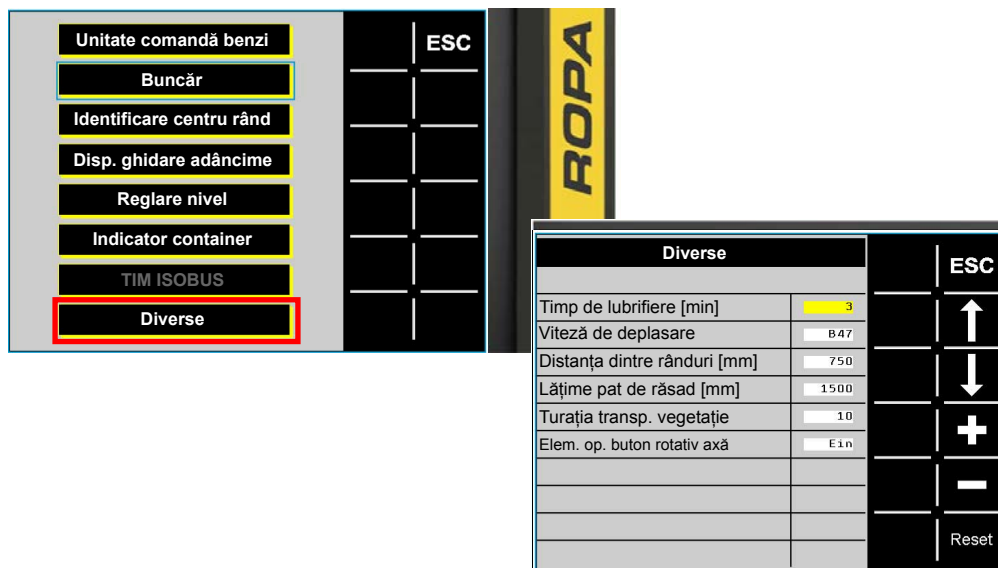 Unitate comandă benzi
Buncăr
Identificare centru rând
Disp. ghidare adâncime
Reglare nivel
Indicator container
TIM ISOBUS
Diverse
ESC
ROPA
Diverse
ESC
Timp de lubrifiere [min] 3
Viteză de deplasare B47
Distanța dintre rânduri [mm] 750
Lățime pat de răsad [mm] 1500
Turația transp. vegetație 10
Elem. op. buton rotativ axă Ein
Reset